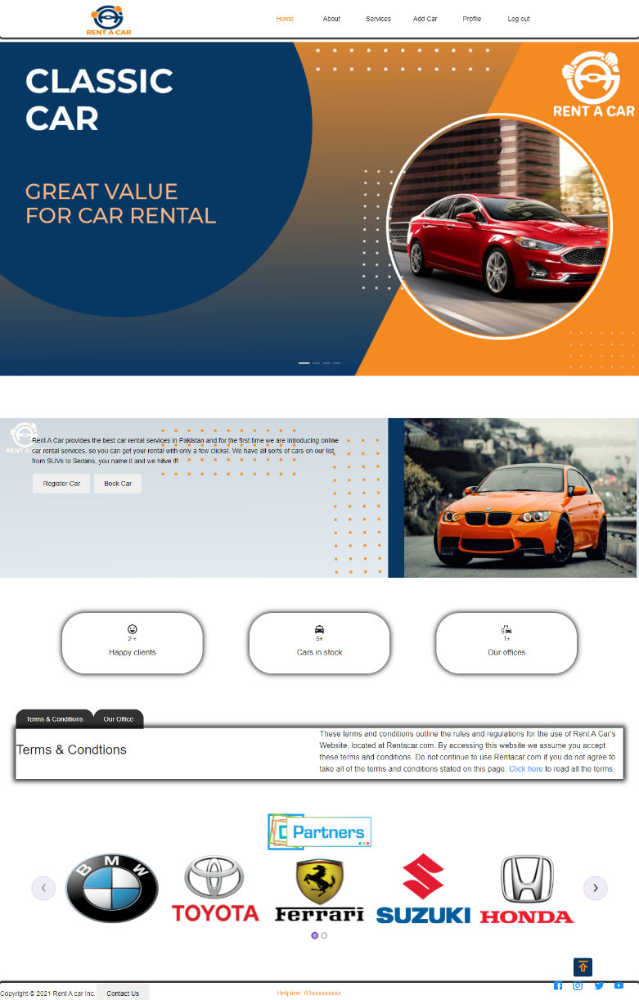 RENT A CAR
Home About Services Add Car Profile Log out
CLASSIC
CAR
RENT A CAR
GREAT VALUE
FOR CAR RENTAL
Rent A Car provides the best car rental services in Pakistan and for the first time we are introducing online
car rental services, so you can get your rental with only a few clicks!. We have all sorts of cars on our list,
RENT A
from SUVs to Sedans, you name it and we have it!
Register Car Book Car
2 + 5+ 1+
Happy clients Cars in stock Our offices
Terms & Conditions Our Office
Terms & Condtions
These terms and conditions outline the rules and regulations for the use of Rent A Car's
Website, located at Rentacar.com. By accessing this website we assume you accept
these terms and conditions. Do not continue to use Rentacar.com if you do not agree to
take all of the terms and conditions stated on this page. Click here to read all the terms.
Partners
BMW
TOYOTA Ferrari SUZUKI HONDA
Copyright © 2021 Rent A car Inc. Contact Us Helpline: 03xxxxxxxxx